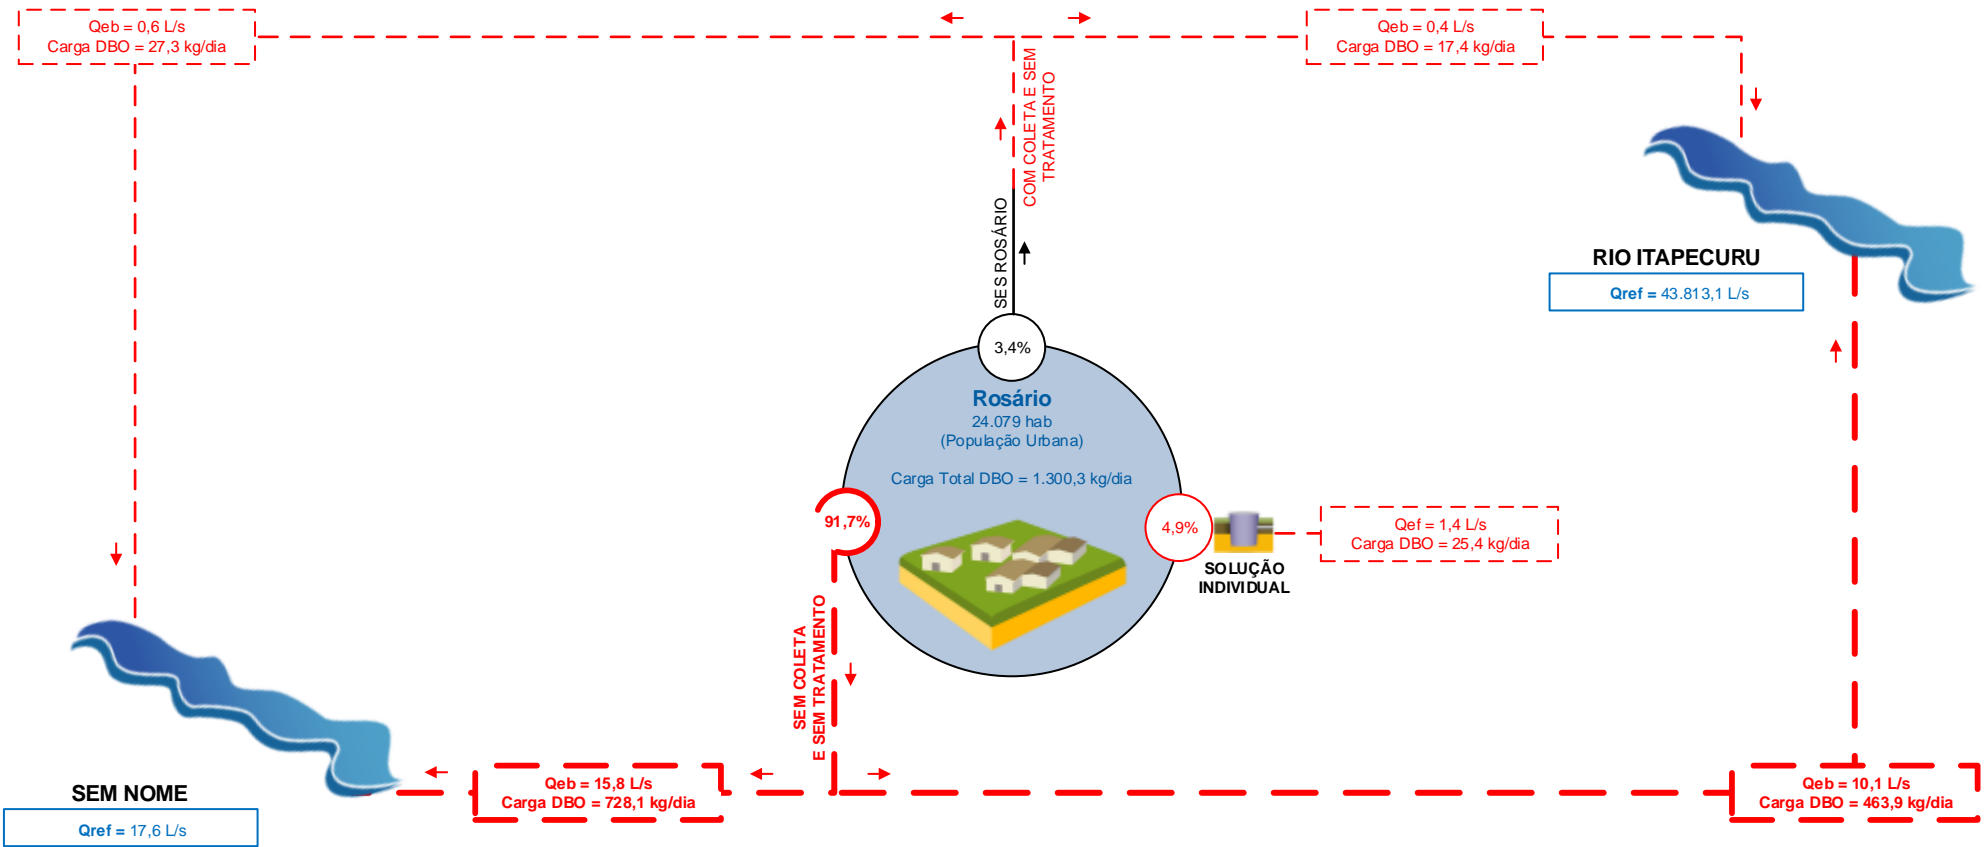 Qeb = 0,6 L/s
Carga DBO = 27,3 kg/dia
Qeb = 0,4 L/s
Carga DBO = 17,4 kg/dia
COM COLETA E SEM
TRATAMENTO
SES ROSÁRIO
RIO ITAPECURU
Qref = 43.813,1 L/s
3,4%
Rosário
24.079 hab
(População Urbana)
Carga Total DBO = 1.300,3 kg/dia
91,7%
4,9%
Qef = 1,4 L/s
Carga DBO = 25,4 kg/dia
SOLUÇÃO
INDIVIDUAL
SEM COLETA
E SEM TRATAMENTO
SEM NOME
Qref = 17,6 L/s
Qeb = 15,8 L/s
Carga DBO = 728,1 kg/dia
Qeb = 10,1 L/s
Carga DBO = 463,9 kg/dia